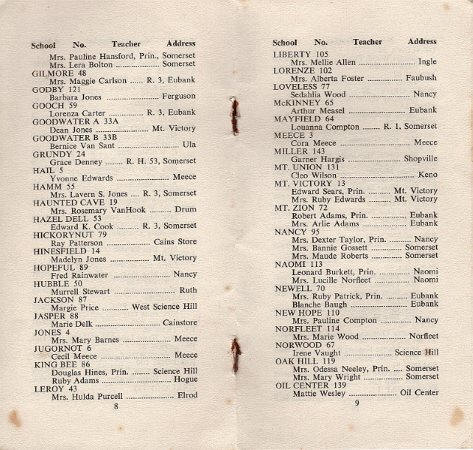 School No. Teacher Address
Mrs. Pauline Hansford, Prin., Somerset
Mrs. Lera Bolton Somerset
GILMORE 48
Mrs. Maggie Carlson R. 3, Eubank
GODBY 121
Barbara Jones Ferguson
GOOCH 59
Lorenza Carter R. 3, Eubank
GOODWATER A 33A
Dean Jones Mt. Victory
GOODWATER B 33B
Bernice Van Sant Ula
GRUNDY 24
Grace Denney R. H. 53, Somerset
HAIL 5
Yvonne Edwards Meece
HAMM 55
Mrs. Lavern S. Jones R. 3, Somerset
HAUNTED CAVE 19
Mrs. Rosemary VanHook Drum
HAZEL DELL 53
Edward K. Cook R. 3, Somerset
HICKORYNUT 79
Ray Patterson Cains Store
HINESFIELD 14
Madelyn Jones Mt. Victory
HOPEFUL 89
Fred Rainwater Nancy
HUBBLE 50
Murrell Stewart Ruth
JACKSON 87
Margie Price West Science Hill
JASPER 88
Marie Delk Cainstore
JONES 4
Mrs. Mary Barnes Meece
JUGORNOT 6
Cecil Meece Meece
KING BEE 86
Douglas Hines, Prin. Science Hill
Ruby Adams Hogue
LEROY 43
Mrs. Hulda Purcell Elrod
8
School No. Teacher Address
LIBERTY 105
Mrs. Mellie Allen Ingle
LORENZE 102
Mrs. Alberta Foster Faubush
LOVELESS 77
Sedahlia Wood Nancy
McKINNEY 65
Arthur Messel Eubank
MAYFIELD 64
Louanna Compton R. 1, Somerset
MEECE 3
Cora Meece Meece
MILLER 143
Garner Hargis Shopville
MT. UNION 131
Cleo Wilson Keno
MT. VICTORY 13
Edward Sears, Prin. Mt. Victory
Mrs. Ruby Edwards Mt. Victory
MT. ZION 72
Robert Adams, Prin. Eubank
Mrs. Arlie Adams Eubank
NANCY 95
Mrs. Dexter Taylor, Prin. Nancy
Mrs. Bannie Gossett Somerset
Mrs. Maude Roberts Somerset
NAOMI 113
Leonard Burkett, Prin. Naomi
Mrs. Lucille Norfleet Naomi
NEWELL 70
Mrs. Ruby Patrick, Prin. Eubank
Blanche Baugh Eubank
NEW HOPE 110
Mrs. Pauline Compton Nancy
NORFLEET 114
Mrs. Marie Wood Norfleet
NORWOOD 67
Irene Vaught Science Hill
OAK HILL 119
Mrs. Odessa Neeley, Prin. Somerset
Mrs. Mary Wright Somerset
OIL CENTER 139
Mattie Wesley Oil Center
9